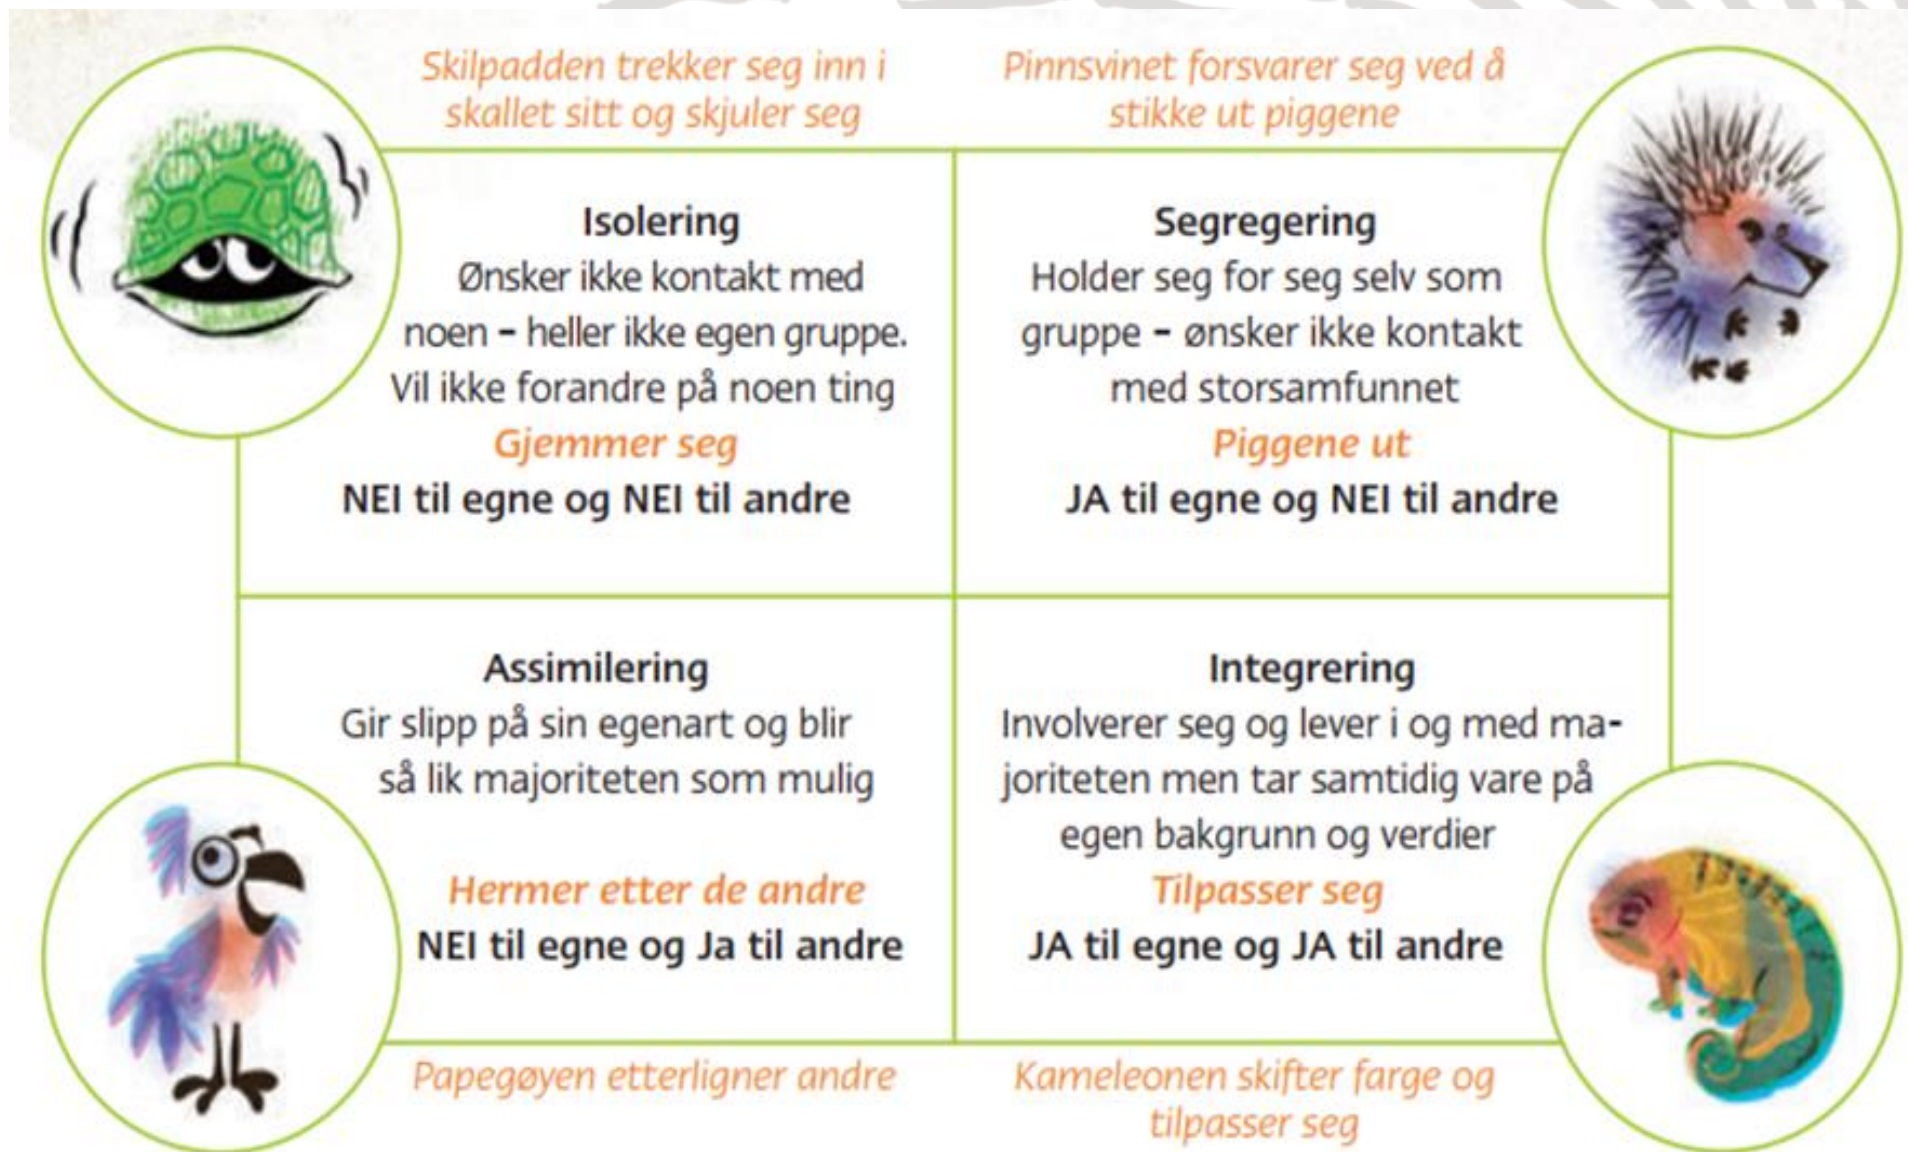 Skilpadden trekker seg inn i
skallet sitt og skjuler seg
Pinnsvinet forsvarer seg ved å
stikke ut piggene
Isolering
Ønsker ikke kontakt med
noen – heller ikke egen gruppe.
Vil ikke forandre på noen ting
Gjemmer seg
NEI til egne og NEI til andre
Segregering
Holder seg for seg selv som
gruppe – ønsker ikke kontakt
med storsamfunnet
Piggene ut
JA til egne og NEI til andre
Assimilering
Gir slipp på sin egenart og blir
så lik majoriteten som mulig
Hermer etter de andre
NEI til egne og Ja til andre
Integrering
Involverer seg og lever i og med ma-
joriteten men tar samtidig vare på
egen bakgrunn og verdier
Tilpasser seg
JA til egne og JA til andre
Papegøyen etterligner andre
Kameleonen skifter farge og
tilpasser seg